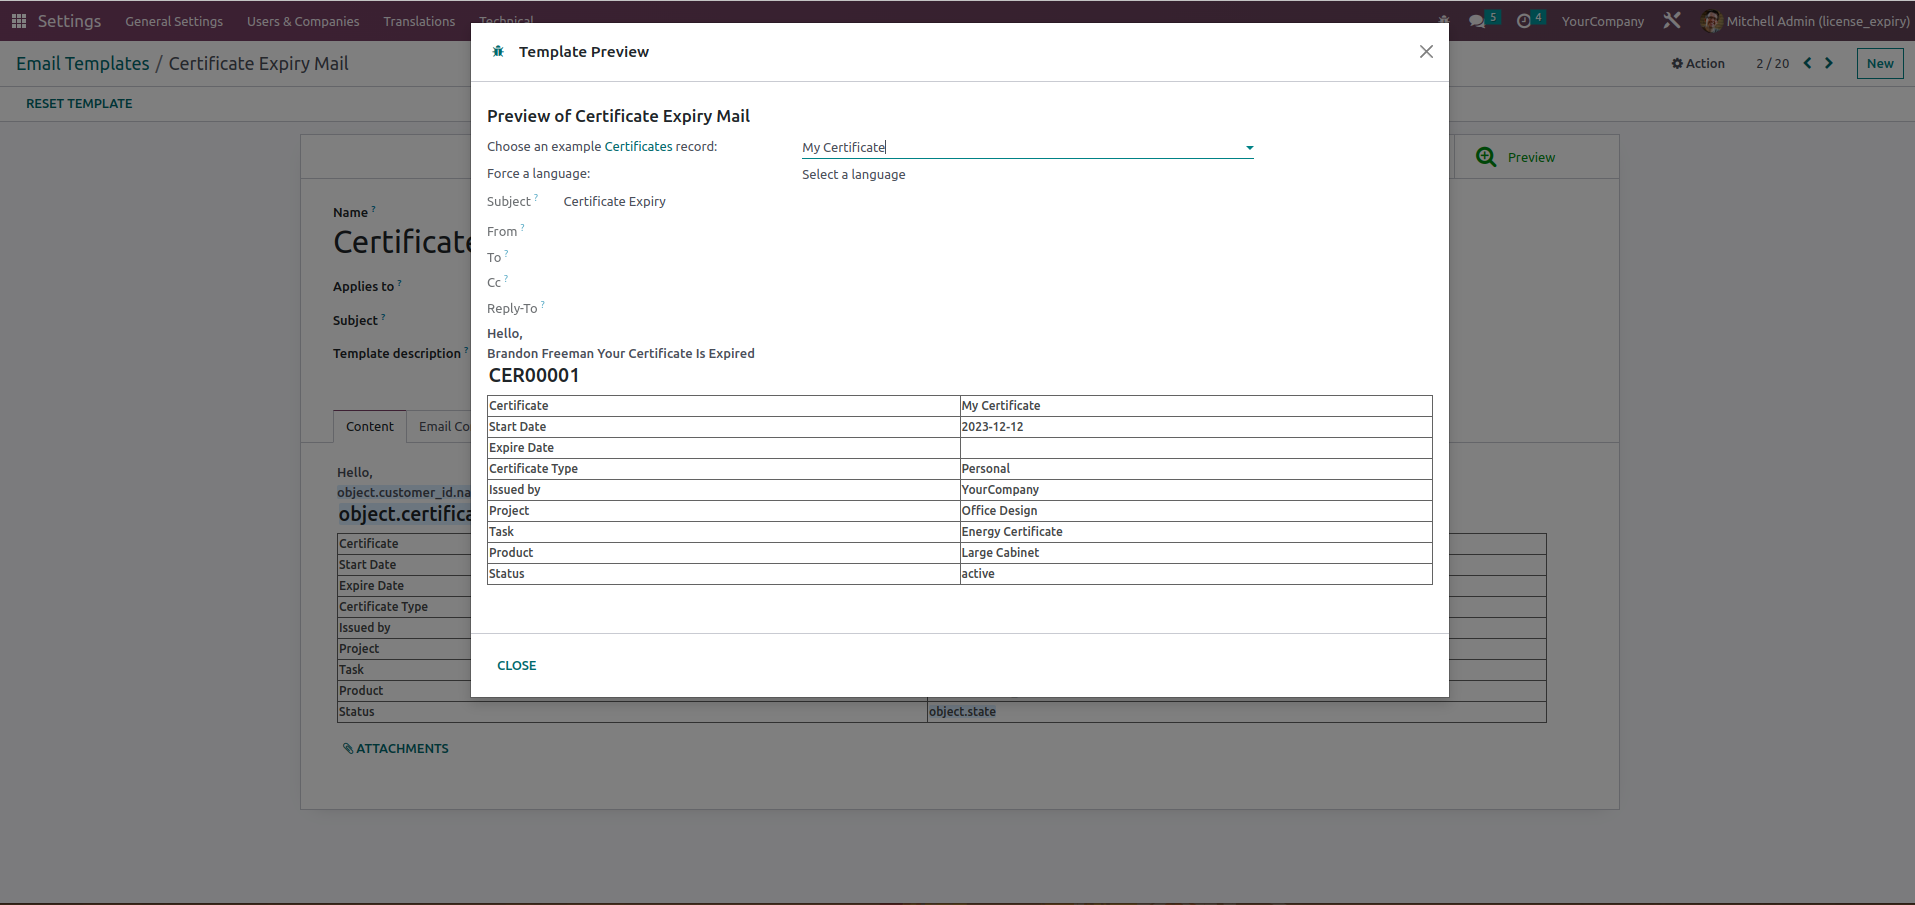 Settings General Settings Users & Companies Translations Technical 5 4 YourCompany Mitchell Admin (license_expiry)
Email Templates / Certificate Expiry Mail Action 2 / 20 New
RESET TEMPLATE
Template Preview
Preview of Certificate Expiry Mail
Choose an example Certificates record: My Certificate
Force a language: Select a language
Subject ? Certificate Expiry
From ?
To ?
Cc ?
Reply-To ?
Hello,
Brandon Freeman Your Certificate Is Expired
CER00001
Certificate My Certificate
Start Date 2023-12-12
Expire Date
Certificate Type Personal
Issued by YourCompany
Project Office Design
Task Energy Certificate
Product Large Cabinet
Status active
CLOSE
Preview
Name ?
Certificate
Applies to ?
Subject ?
Template description ?
Content Email Co
Hello,
object.customer_id.na
object.certifica
Certificate
Start Date
Expire Date
Certificate Type
Issued by
Project
Task
Product
Status object.state
ATTACHMENTS